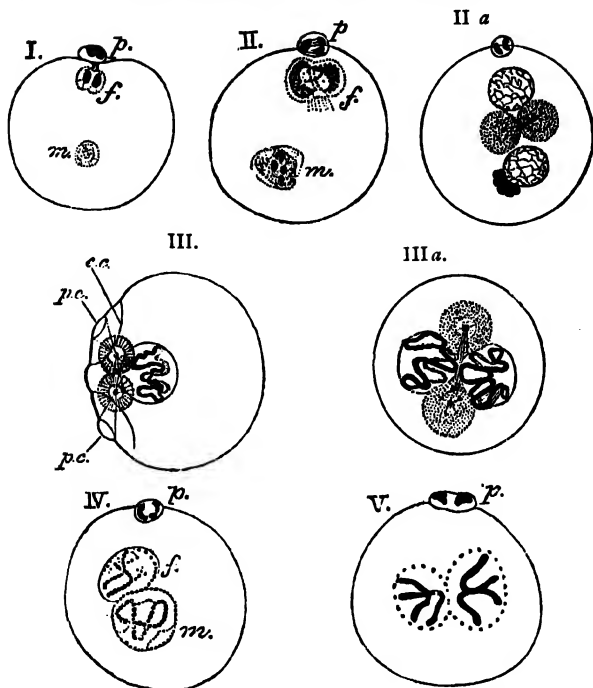 I.
p.
f.
m.
II.
p
f.
m.
II a
III.
c.c.
p.c.
p.c.
III a.
IV.
p.
f.
m.
V.
p.